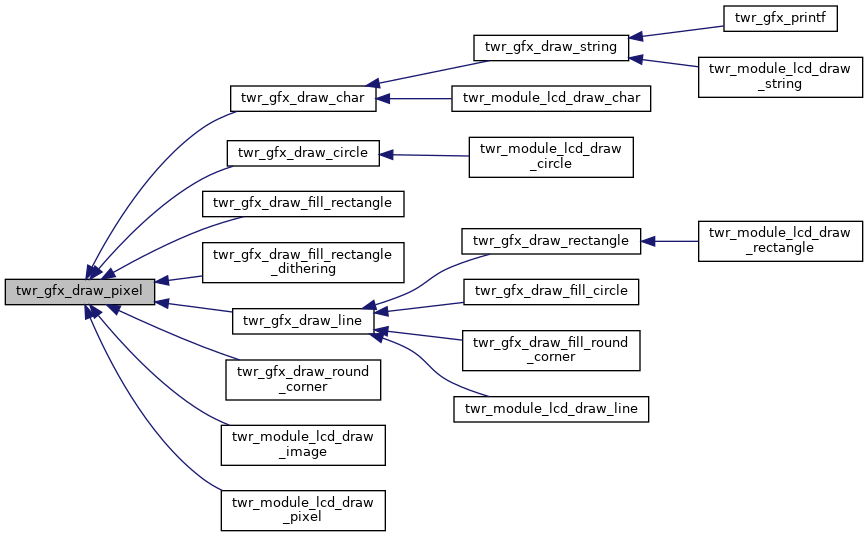 twr_gfx_printf
twr_gfx_draw_string
twr_module_lcd_draw
_string
twr_gfx_draw_char
twr_module_lcd_draw_char
twr_gfx_draw_circle
twr_module_lcd_draw
_circle
twr_gfx_draw_fill_rectangle
twr_gfx_draw_rectangle
twr_module_lcd_draw
_rectangle
twr_gfx_draw_fill_rectangle
_dithering
twr_gfx_draw_pixel
twr_gfx_draw_fill_circle
twr_gfx_draw_line
twr_gfx_draw_fill_round
_corner
twr_gfx_draw_round
_corner
twr_module_lcd_draw_line
twr_module_lcd_draw
_image
twr_module_lcd_draw
_pixel